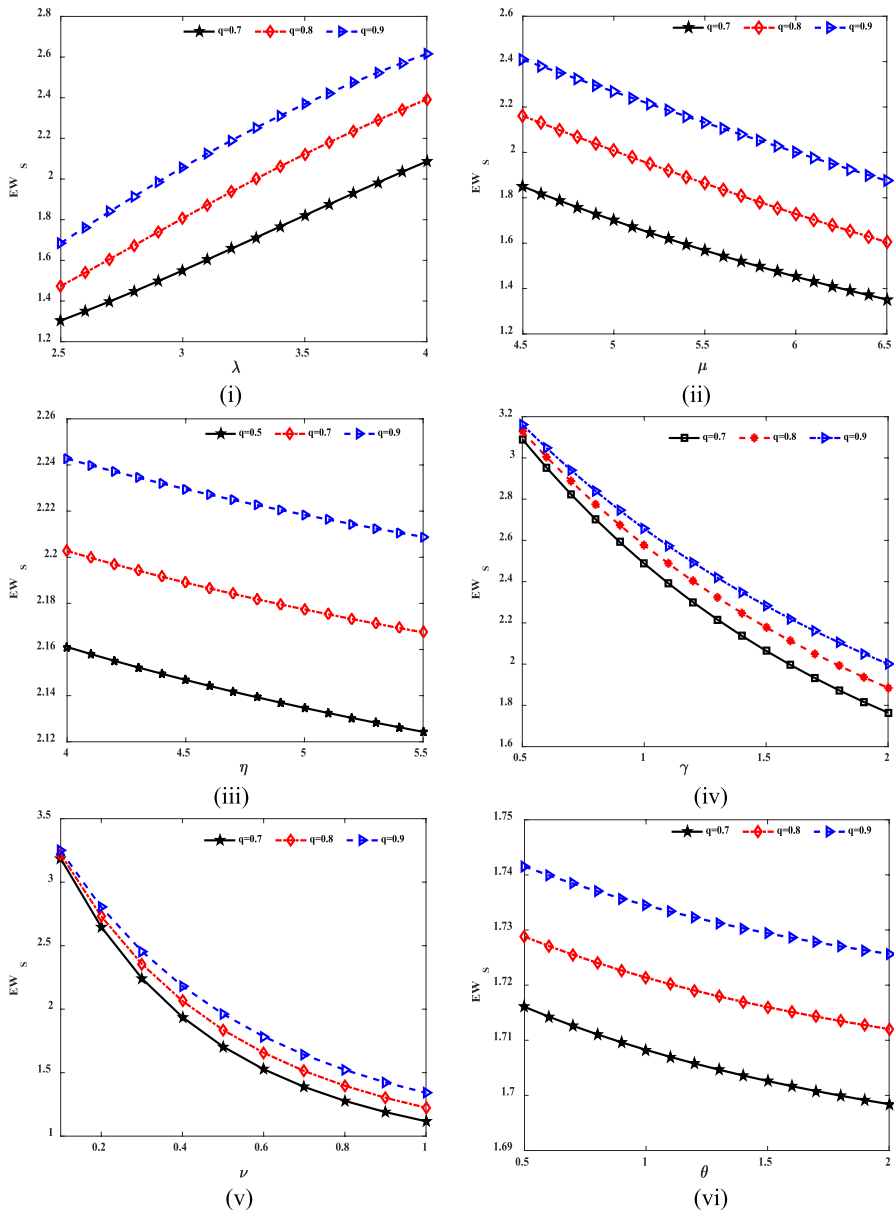 2.8
2.6
2.4
2.2
2
1.8
1.6
1.4
1.2
EW s
q=0.7 q=0.8 q=0.9
2.5 3 3.5 4
λ
(i)
2.6
2.4
2.2
2
1.8
1.6
1.4
1.2
EW s
q=0.7 q=0.8 q=0.9
4.5 5 5.5 6 6.5
μ
(ii)
2.26
2.24
2.22
2.2
2.18
2.16
2.14
2.12
EW s
q=0.5 q=0.7 q=0.9
4 4.5 5 5.5
η
(iii)
3.2
3
2.8
2.6
2.4
2.2
2
1.8
1.6
EW s
q=0.7 q=0.8 q=0.9
0.5 1 1.5 2
γ
(iv)
3.5
3
2.5
2
1.5
1
EW s
q=0.7 q=0.8 q=0.9
0.2 0.4 0.6 0.8 1
ν
(v)
1.75
1.74
1.73
1.72
1.71
1.7
1.69
EW s
q=0.7 q=0.8 q=0.9
0.5 1 1.5 2
θ
(vi)